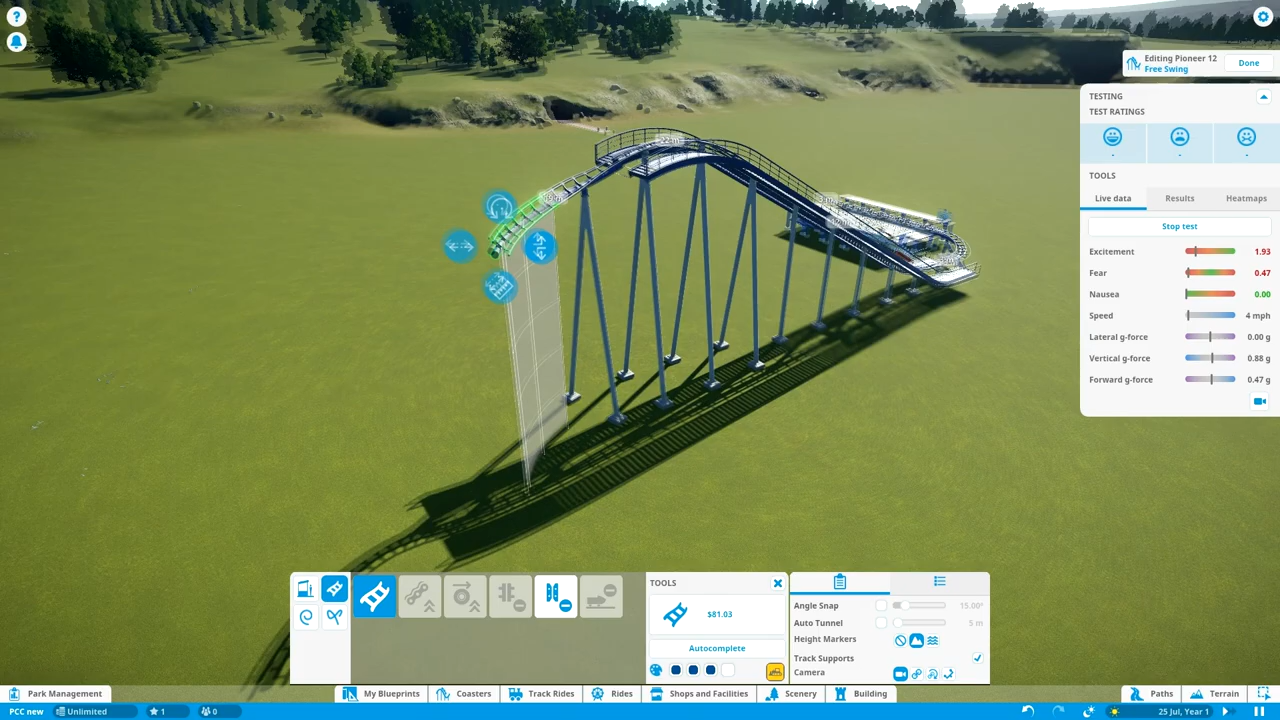 ?
Editing Pioneer 12
Free Swing
Done
TESTING
TEST RATINGS
-
-
-
TOOLS
Live data
Results
Heatmaps
Stop test
Excitement 1.93
Fear 0.47
Nausea 0.00
Speed 4 mph
Lateral g-force 0.00 g
Vertical g-force 0.88 g
Forward g-force 0.47 g
TOOLS
$81.03
Autocomplete
Angle Snap 15.00°
Auto Tunnel 5 m
Height Markers
Track Supports
Camera
Park Management
My Blueprints
Coasters
Track Rides
Rides
Shops and Facilities
Scenery
Building
Paths
Terrain
PCC new
Unlimited
1
0
25 Jul, Year 1